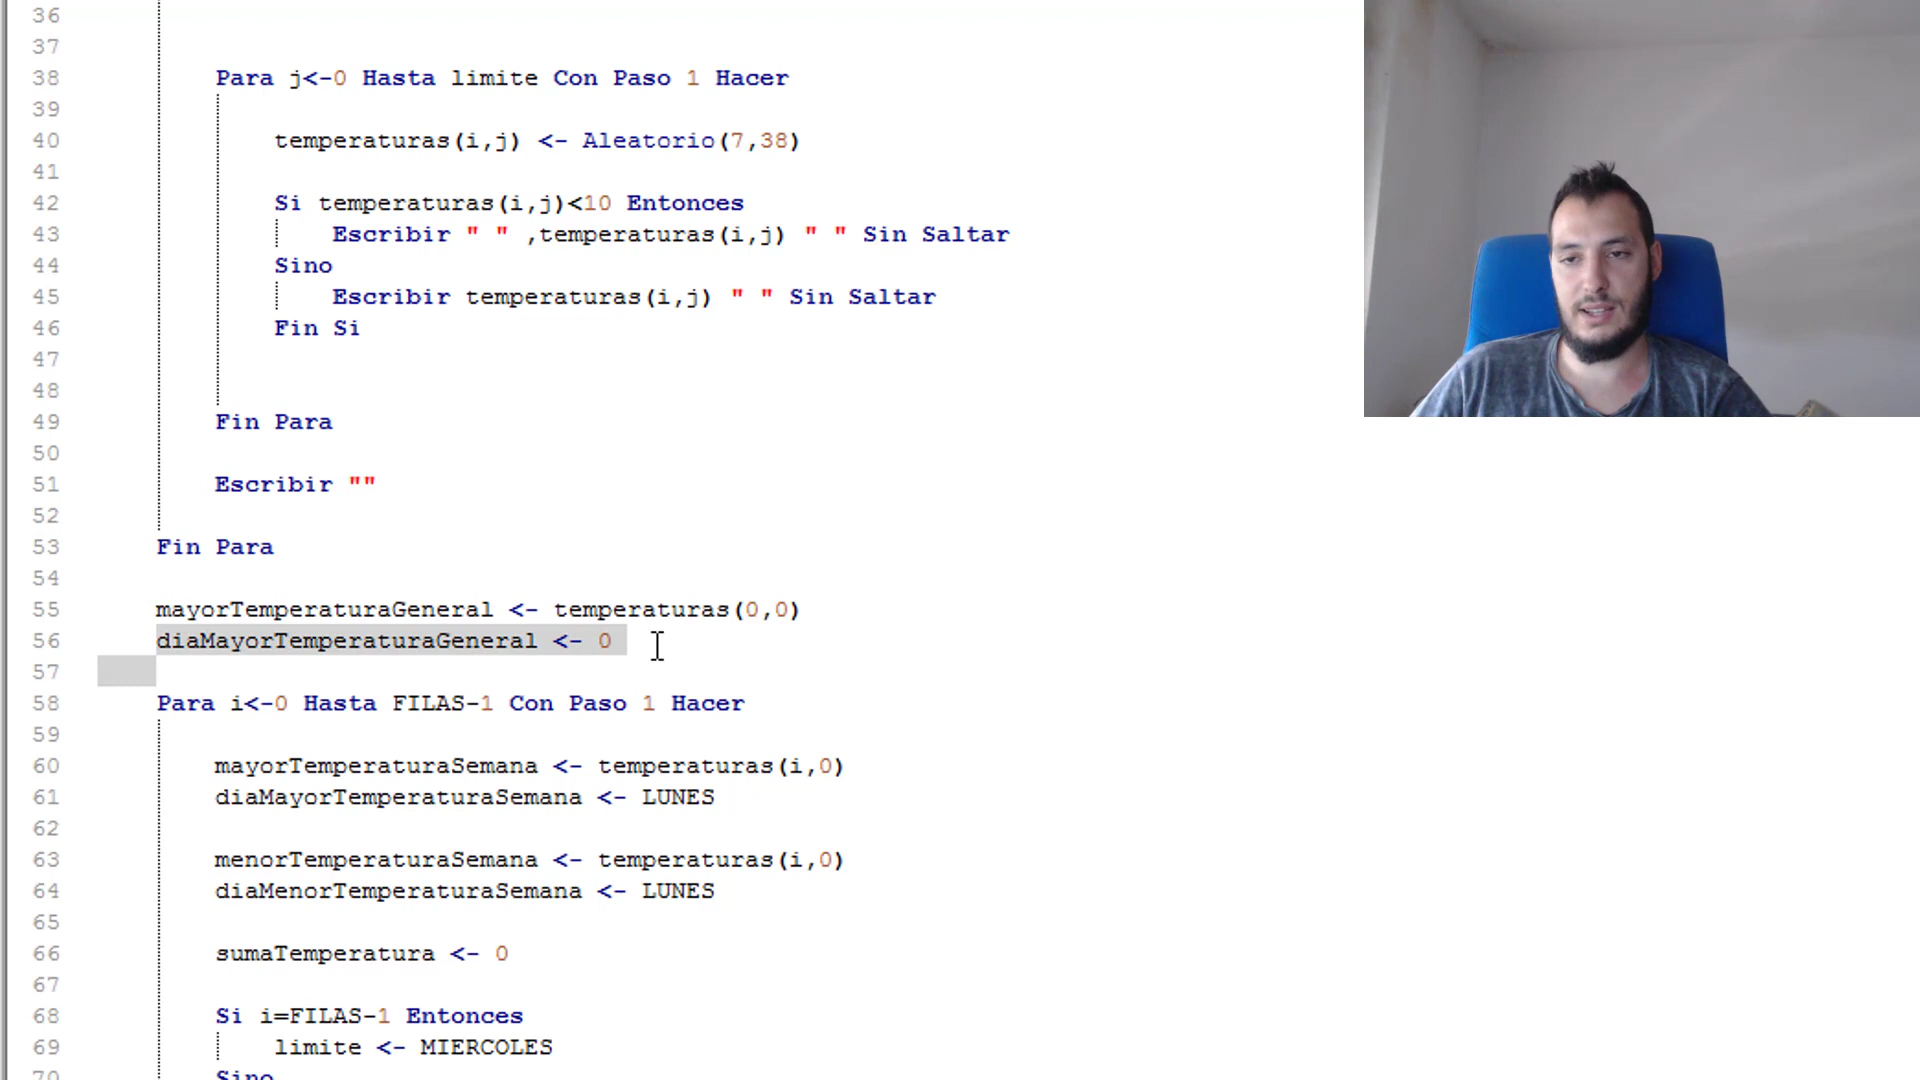 36
37
38 Para j<-0 Hasta limite Con Paso 1 Hacer
39
40 temperaturas(i,j) <- Aleatorio(7,38)
41
42 Si temperaturas(i,j)<10 Entonces
43 Escribir " " ,temperaturas(i,j) " " Sin Saltar
44 Sino
45 Escribir temperaturas(i,j) " " Sin Saltar
46 Fin Si
47
48
49 Fin Para
50
51 Escribir ""
52
53 Fin Para
54
55 mayorTemperaturaGeneral <- temperaturas(0,0)
56 diaMayorTemperaturaGeneral <- 0
57
58 Para i<-0 Hasta FILAS-1 Con Paso 1 Hacer
59
60 mayorTemperaturaSemana <- temperaturas(i,0)
61 diaMayorTemperaturaSemana <- LUNES
62
63 menorTemperaturaSemana <- temperaturas(i,0)
64 diaMenorTemperaturaSemana <- LUNES
65
66 sumaTemperatura <- 0
67
68 Si i=FILAS-1 Entonces
69 limite <- MIERCOLES
70 Sino